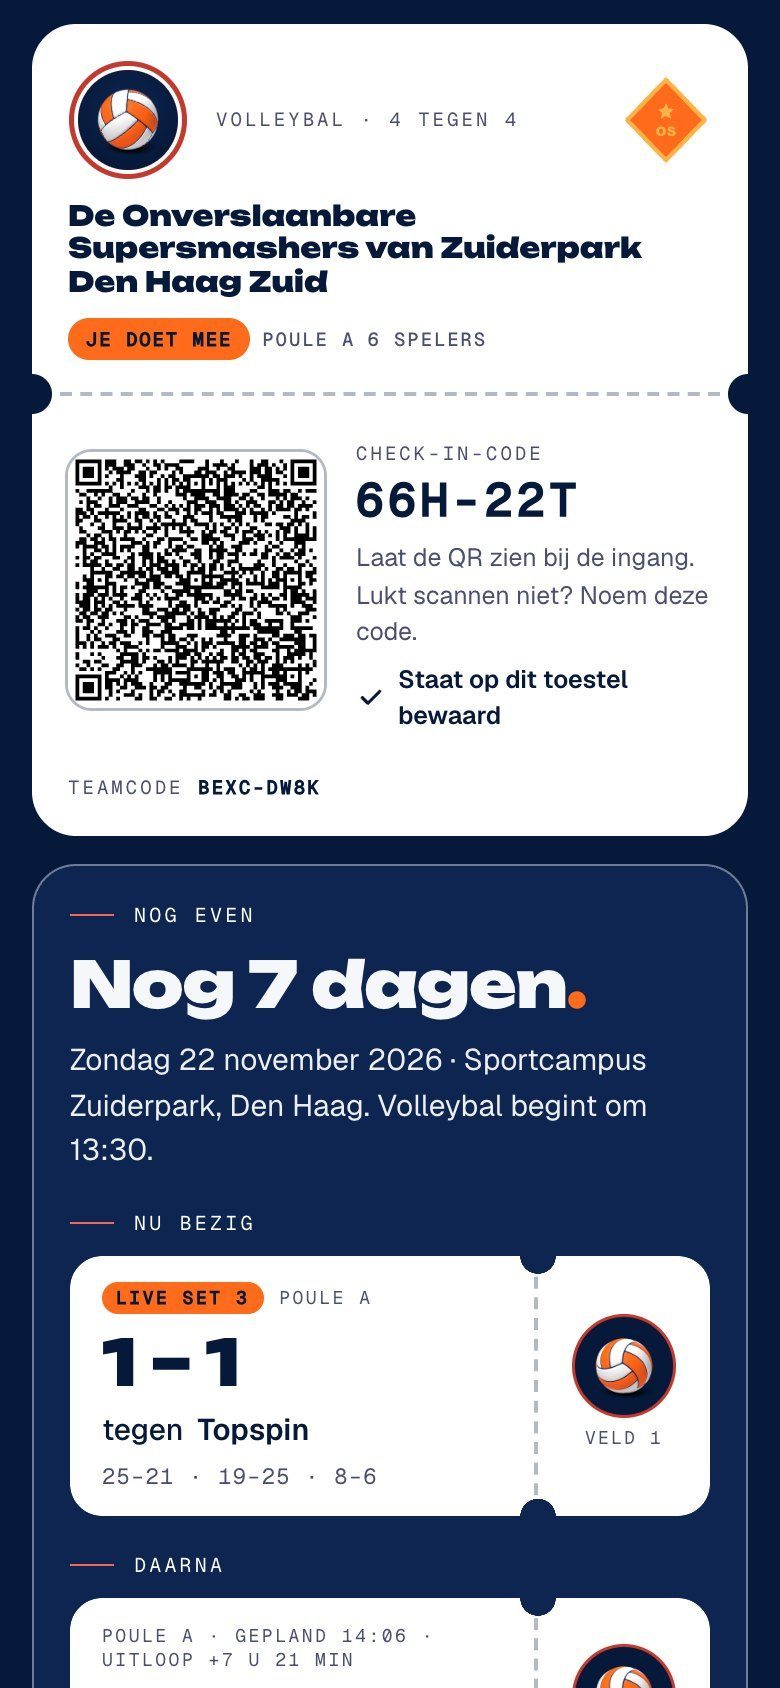 VOLLEYBAL · 4 TEGEN 4
OS
De Onverslaanbare
Supersmashers van Zuiderpark
Den Haag Zuid
JE DOET MEE POULE A 6 SPELERS
CHECK-IN-CODE
66H-22T
Laat de QR zien bij de ingang.
Lukt scannen niet? Noem deze
code.
Staat op dit toestel
bewaard
TEAMCODE BEXC-DW8K
NOG EVEN
Nog 7 dagen.
Zondag 22 november 2026 · Sportcampus
Zuiderpark, Den Haag. Volleybal begint om
13:30.
NU BEZIG
LIVE SET 3 POULE A
1–1
tegen Topspin
25–21 · 19–25 · 8–6
VELD 1
DAARNA
POULE A · GEPLAND 14:06 ·
UITLOOP +7 U 21 MIN